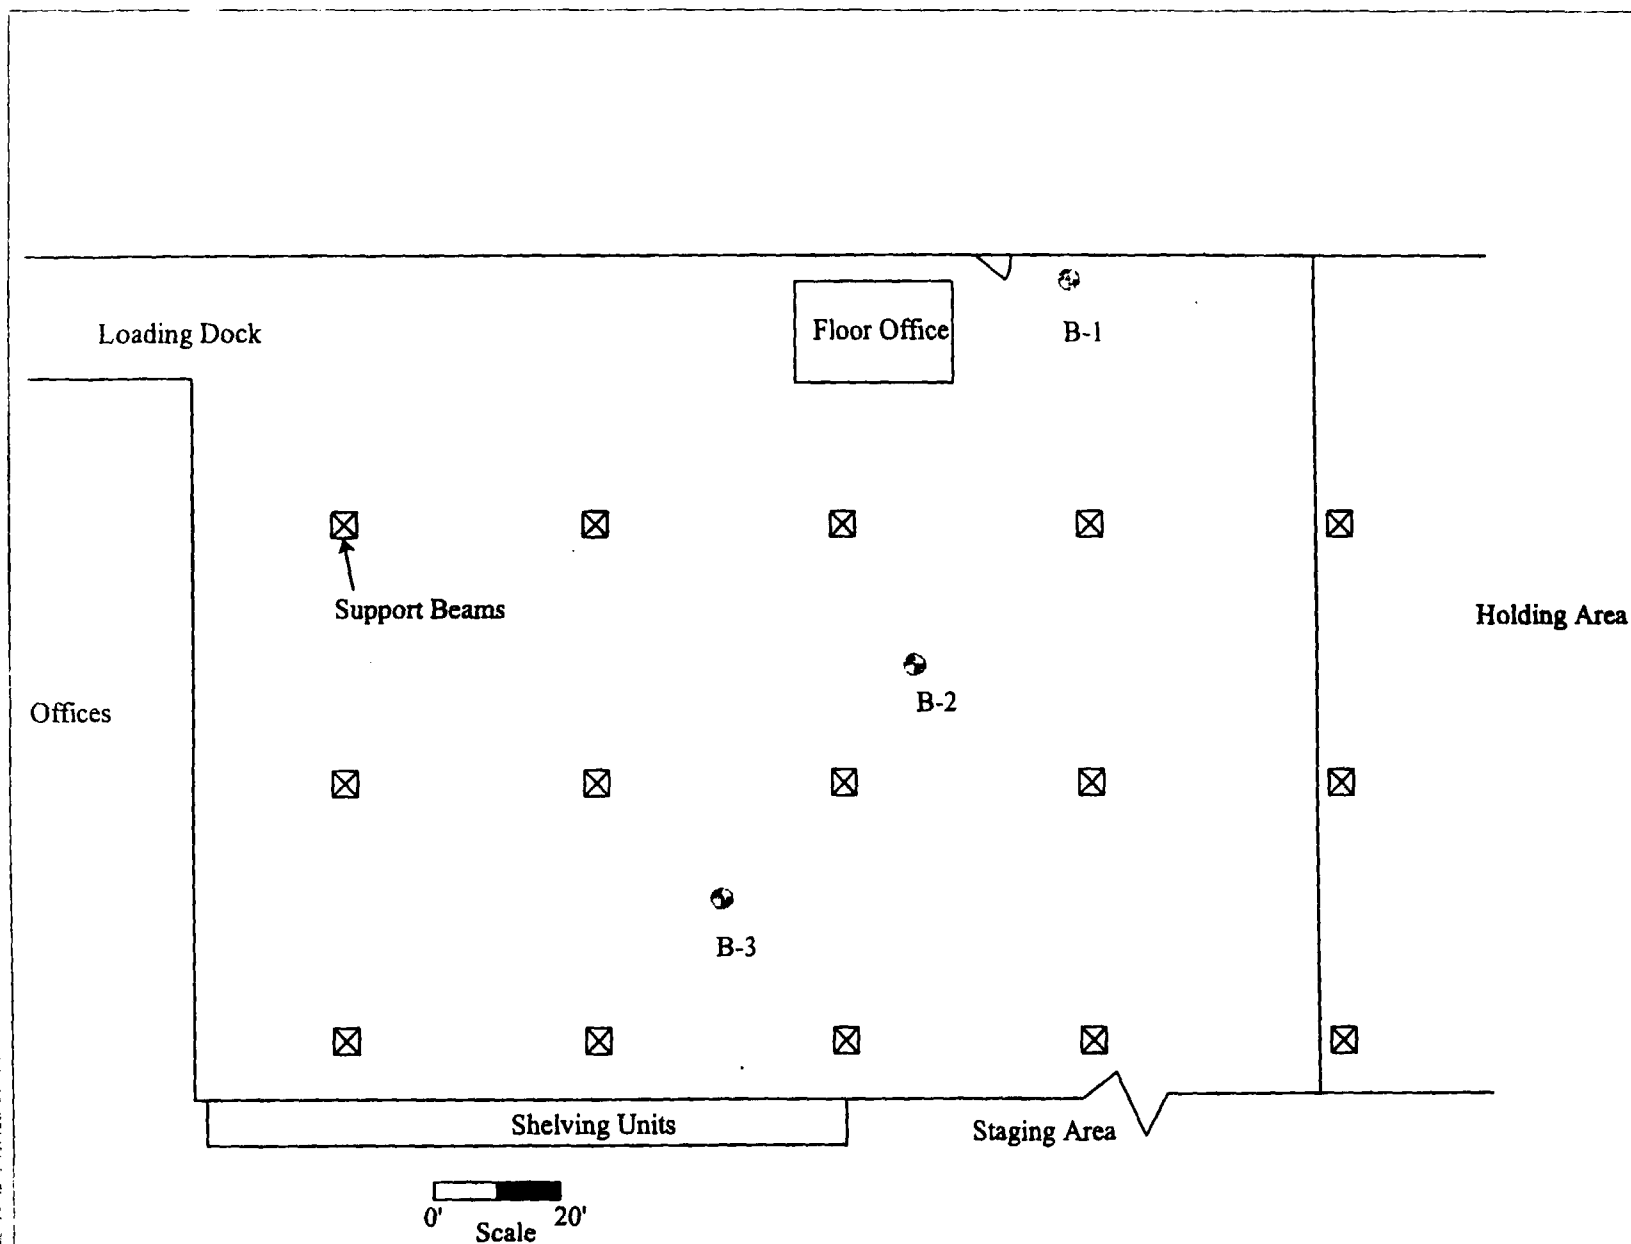 Loading Dock
Floor Office
B-1
Support Beams
Holding Area
B-2
Offices
B-3
Shelving Units
Staging Area
0' 20'
Scale